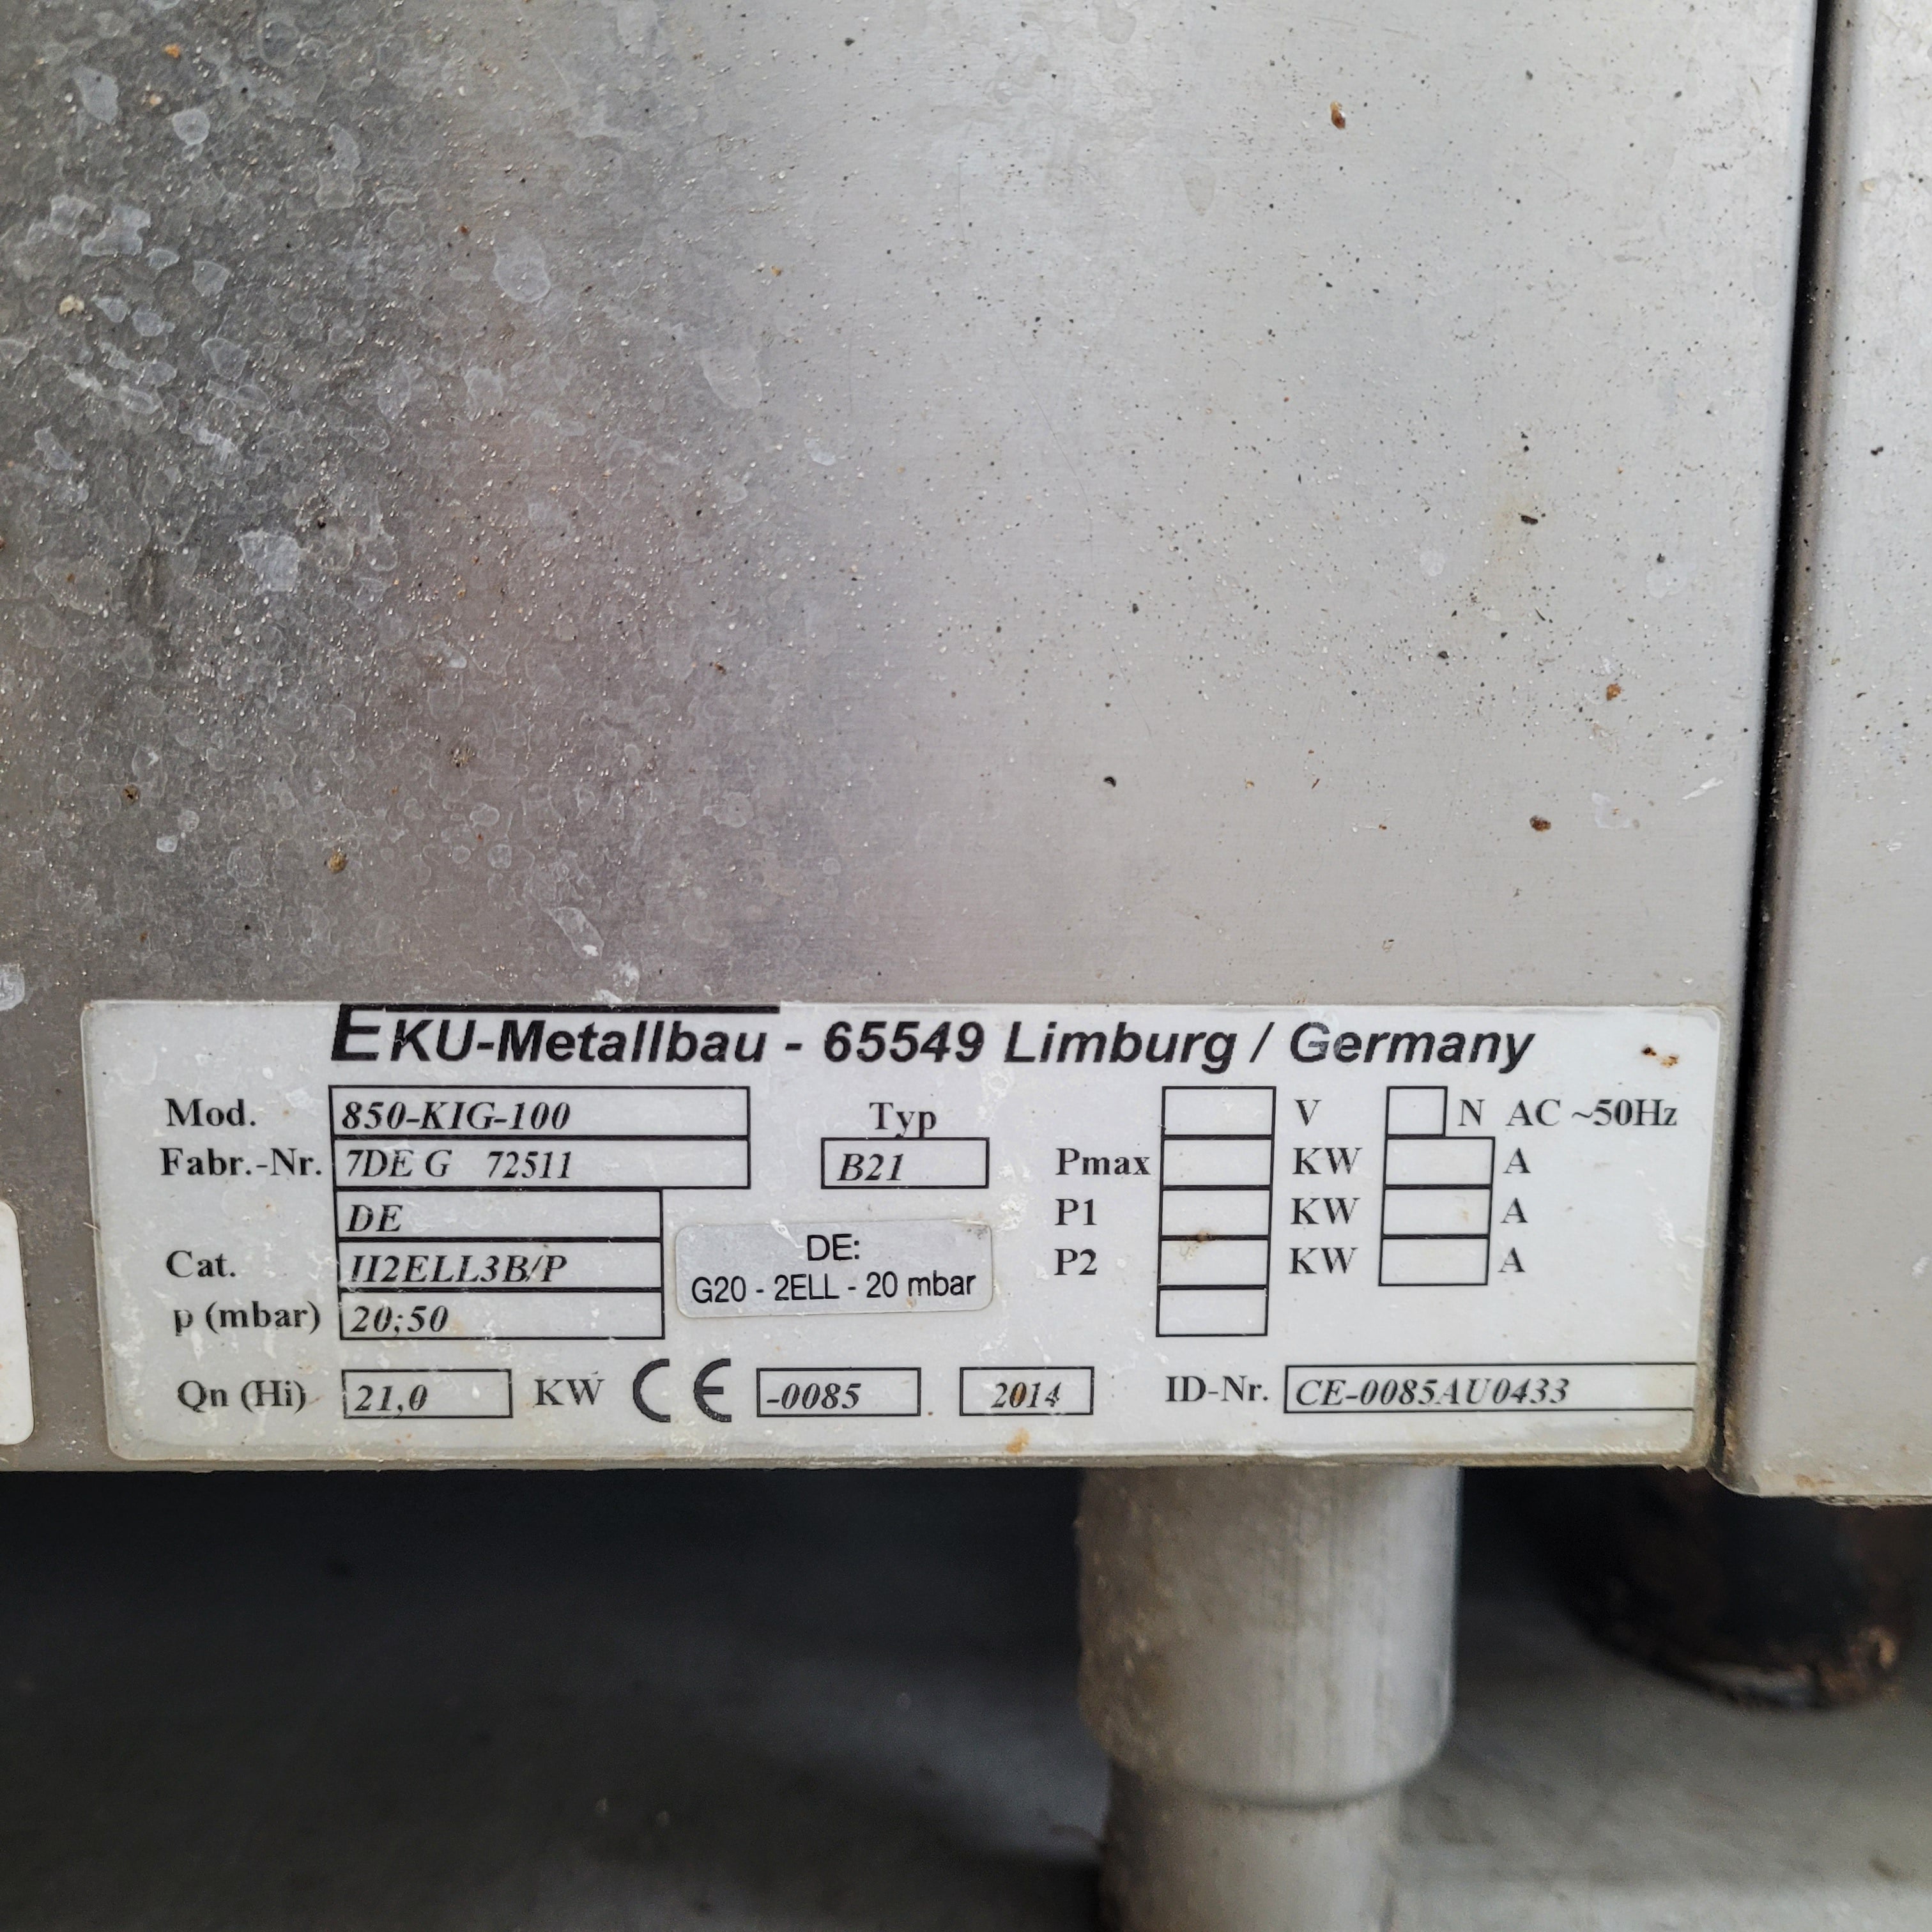 EKU-Metallbau - 65549 Limburg / Germany
Mod. 850-KIG-100 Typ V N AC ~50Hz
Fabr.-Nr. 7DE G 72511 B21 Pmax KW A
DE P1 KW A
Cat. II2ELL3B/P DE: P2 KW A
G20 - 2ELL - 20 mbar
p (mbar) 20;50
Qn (Hi) 21,0 KW CE -0085 2014 ID-Nr. CE-0085AU0433